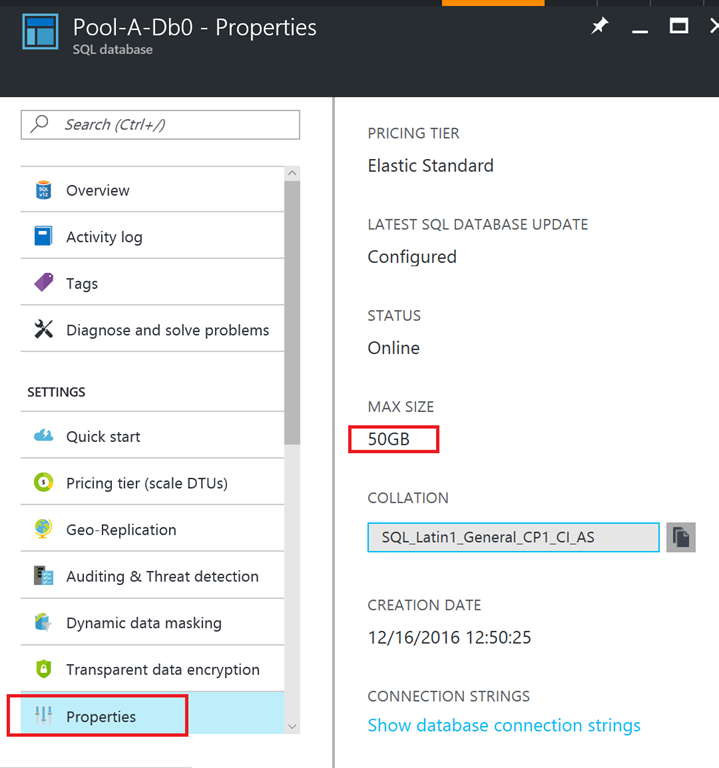 Pool-A-Db0 - Properties
SQL database
Search (Ctrl+/)
SQL
v12
Overview
Activity log
Tags
Diagnose and solve problems
SETTINGS
Quick start
Pricing tier (scale DTUs)
Geo-Replication
Auditing & Threat detection
Dynamic data masking
Transparent data encryption
Properties
PRICING TIER
Elastic Standard
LATEST SQL DATABASE UPDATE
Configured
STATUS
Online
MAX SIZE
50GB
COLLATION
SQL_Latin1_General_CP1_CI_AS
CREATION DATE
12/16/2016 12:50:25
CONNECTION STRINGS
Show database connection strings